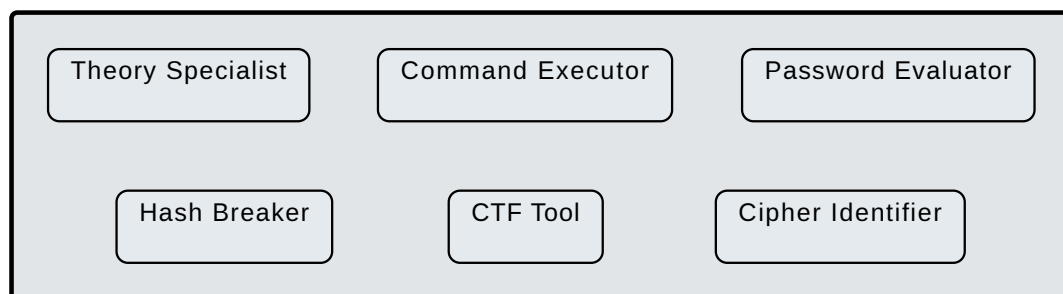 Theory Specialist
Command Executor
Password Evaluator
Hash Breaker
CTF Tool
Cipher Identifier